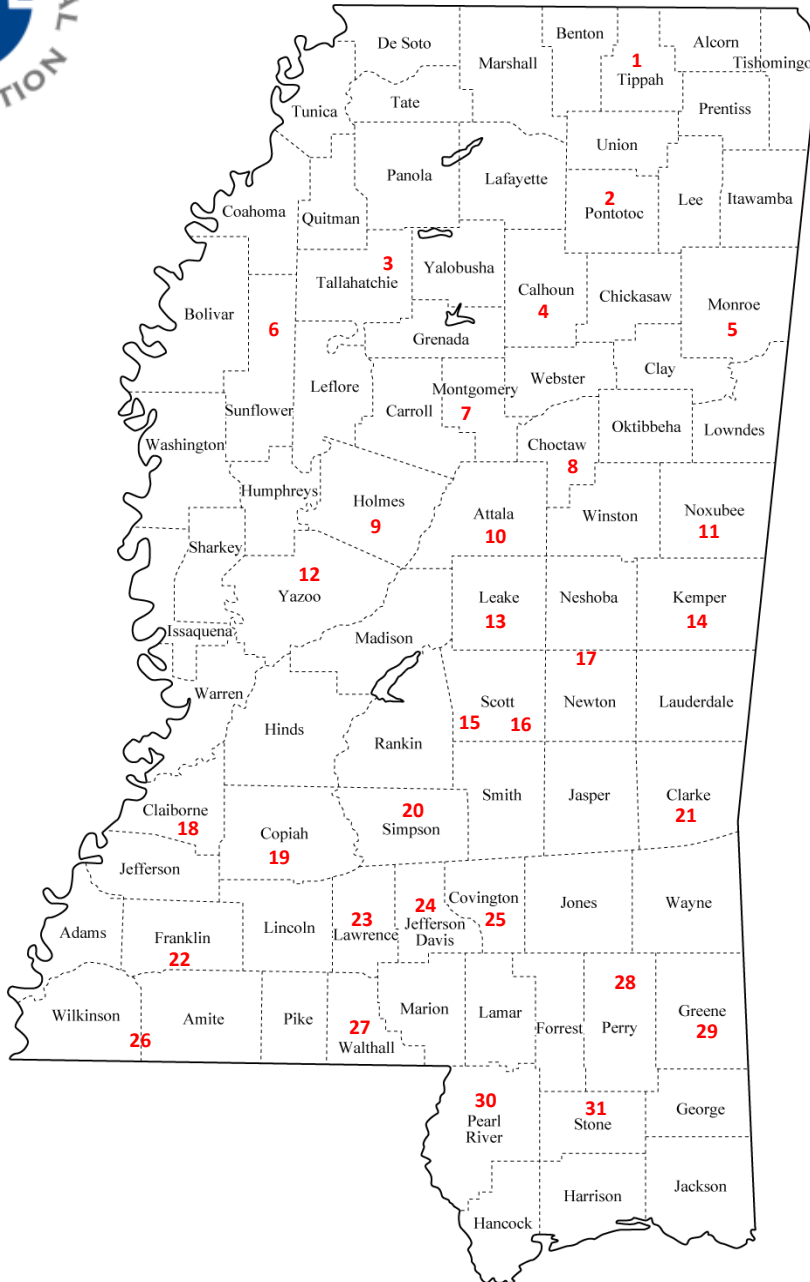 AL
TION
De Soto
Benton
Alcorn
Marshall
1
Tippah
Tishomingo
Tate
Tunica
Prentiss
Union
Panola
Lafayette
2
Pontotoc
Lee
Itawamba
Coahoma
Quitman
3
Tallahatchie
Yalobusha
Calhoun
4
Chickasaw
Monroe
5
Bolivar
6
Grenada
Leflore
Montgomery
7
Webster
Clay
Sunflower
Carroll
Washington
Choctaw
8
Oktibbeha
Lowndes
Humphreys
Holmes
9
Attala
10
Winston
Noxubee
11
Sharkey
12
Yazoo
Leake
13
Neshoba
Kemper
14
Issaquena
Madison
17
Warren
Scott
15
16
Newton
Lauderdale
Hinds
Rankin
Claiborne
18
20
Simpson
Smith
Jasper
Clarke
21
Copiah
19
Jefferson
Adams
Franklin
22
Lincoln
23
Lawrence
24
Jefferson
Davis
Covington
25
Jones
Wayne
Wilkinson
26
Amite
Pike
27
Walthall
Marion
Lamar
Forrest
28
Perry
Greene
29
30
Pearl
River
31
Stone
George
Hancock
Harrison
Jackson